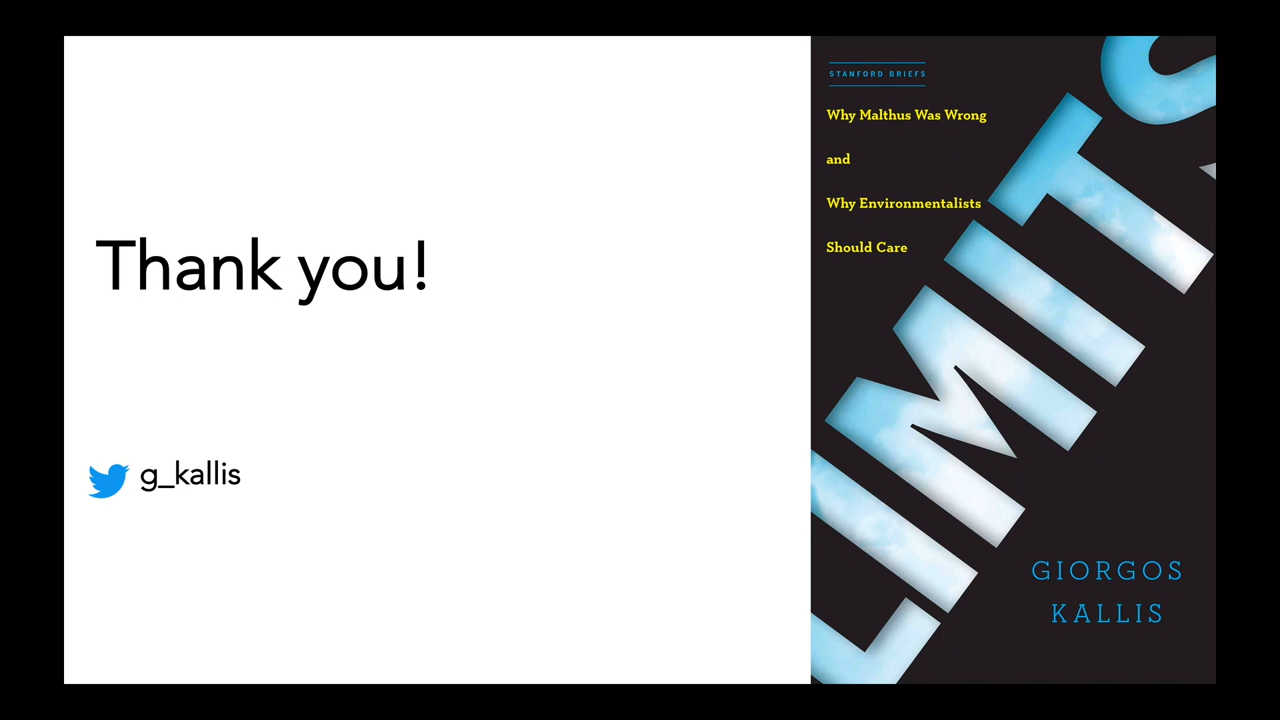 Thank you!
g_kallis
STANFORD BRIEFS
Why Malthus Was Wrong
and
Why Environmentalists
Should Care
LIMITS
GIORGOS
KALLIS